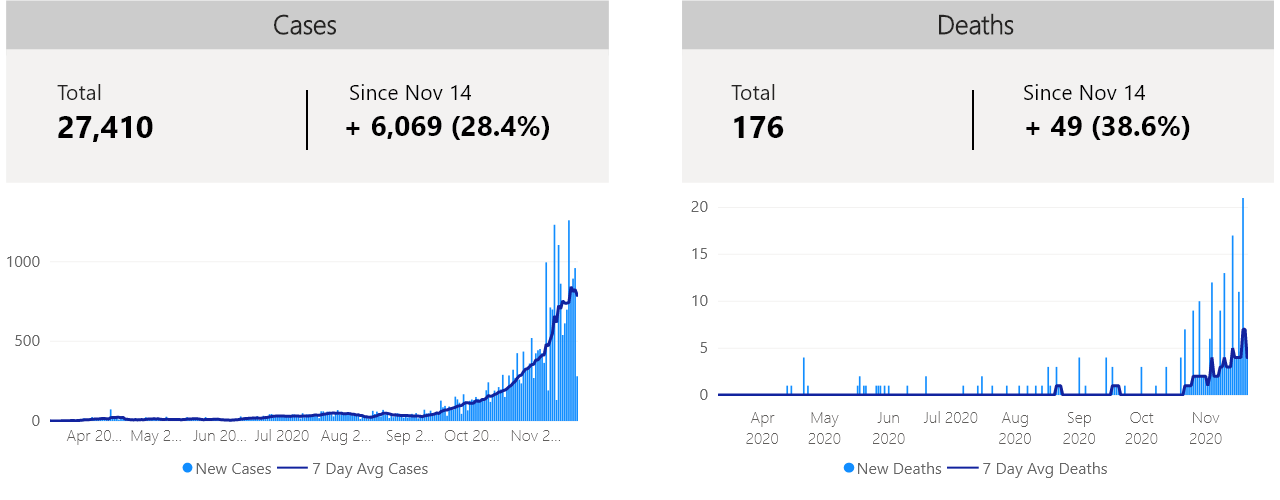 Cases
Total
Since Nov 14
27,410
+ 6,069 (28.4%)
1000
500
0
Apr 20... May 2... Jun 20... Jul 2020 Aug 2... Sep 2... Oct 20... Nov 2...
New Cases 7 Day Avg Cases
Deaths
Total
Since Nov 14
176
+ 49 (38.6%)
20
15
10
5
0
Apr May Jun Jul 2020 Aug Sep Oct Nov
2020 2020 2020 2020 2020 2020 2020
New Deaths 7 Day Avg Deaths